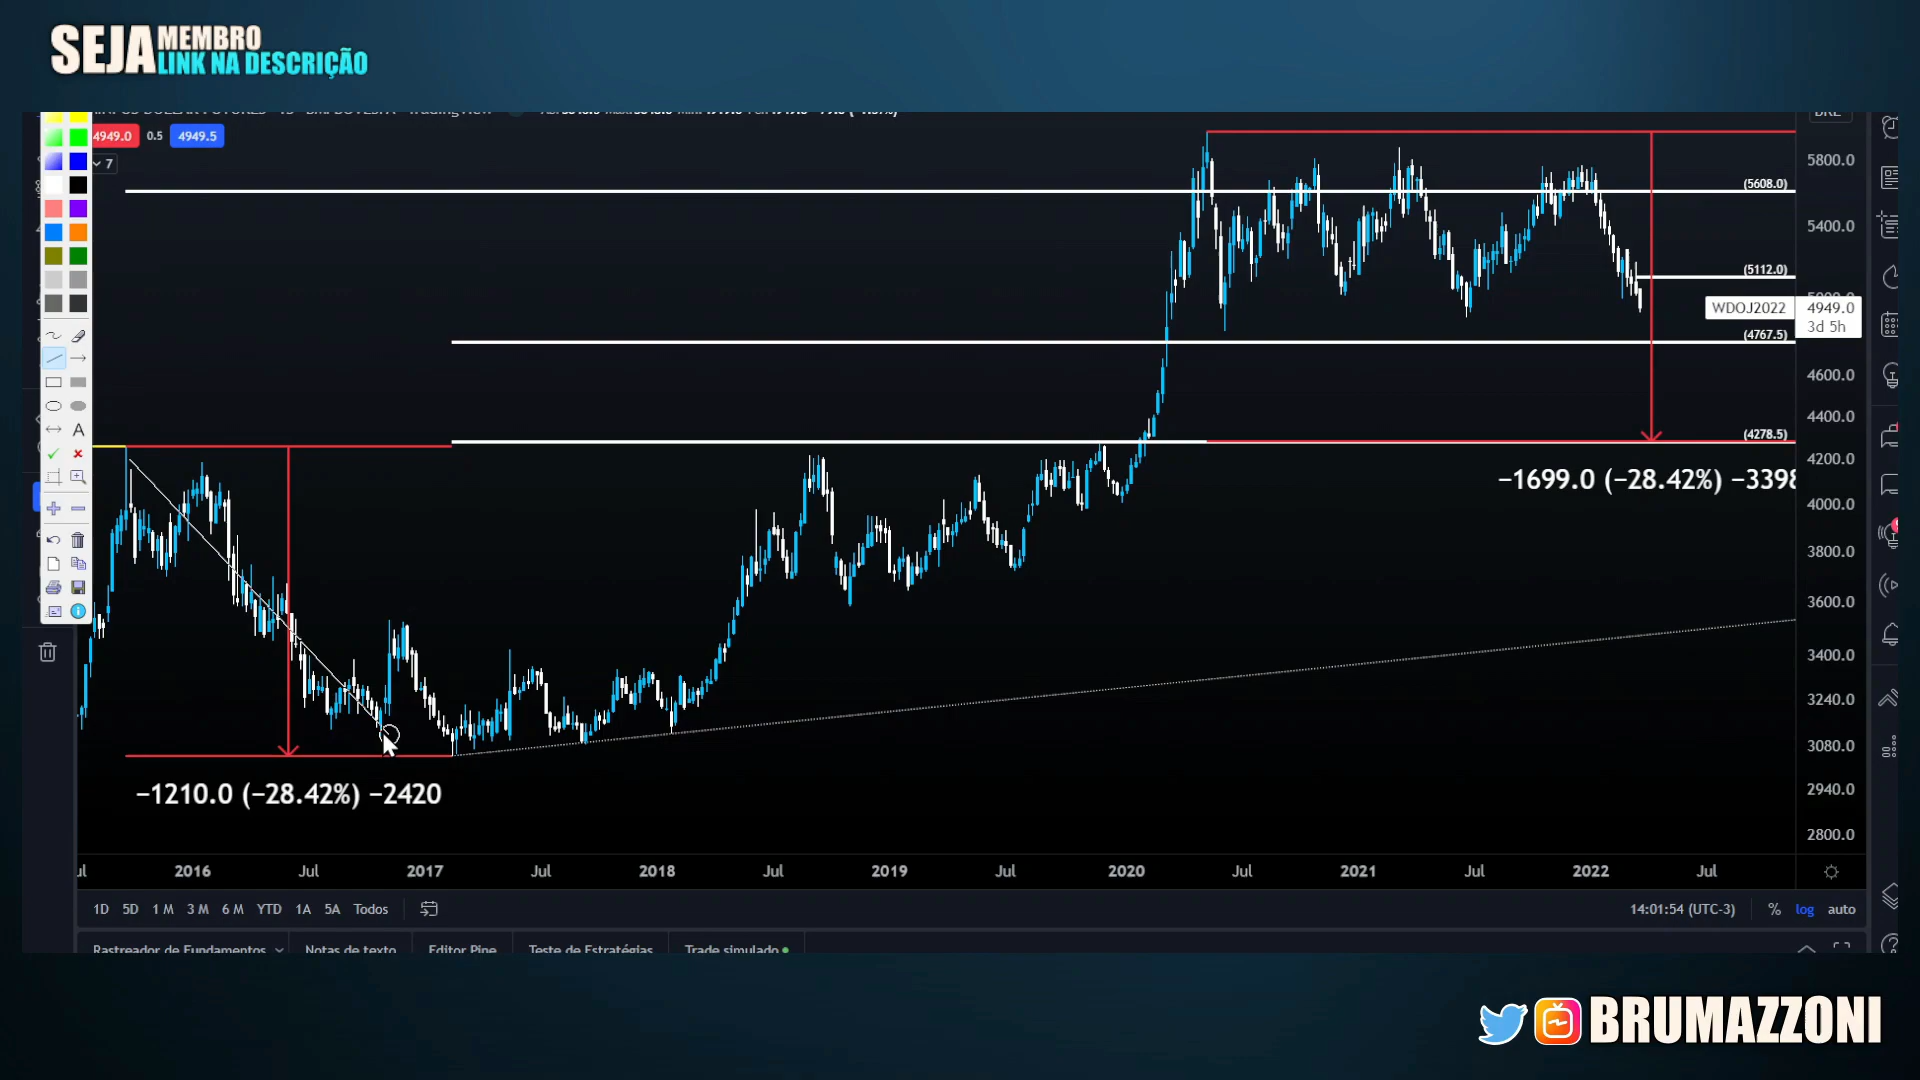 SEJA MEMBRO
LINK NA DESCRIÇÃO
4949.0 0.5 4949.5
7
5800.0
(5608.0)
5400.0
(5112.0)
WDOJ2022 4949.0
3d 5h
(4767.5)
4600.0
4400.0
(4278.5)
4200.0
−1699.0 (−28.42%) −3398
4000.0
3800.0
3600.0
3400.0
3240.0
3080.0
−1210.0 (−28.42%) −2420
2940.0
2800.0
2016 Jul 2017 Jul 2018 Jul 2019 Jul 2020 Jul 2021 Jul 2022 Jul
1D 5D 1 M 3 M 6 M YTD 1A 5A Todos 14:01:54 (UTC-3) % log auto
Rastreador de Fundamentos Notas de texto Editor Pine Teste de Estratégias Trade simulado
BRUMAZZONI